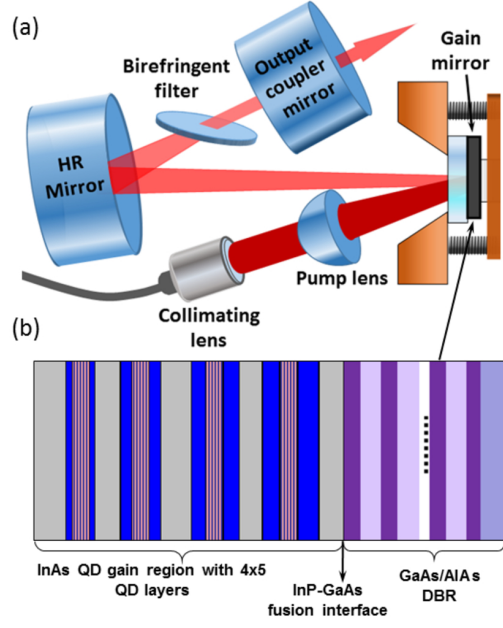 (a)
Birefringent
filter
Output
coupler
mirror
Gain
mirror
HR
Mirror
Pump lens
Collimating
lens
(b)
InAs QD gain region with 4x5
QD layers
InP-GaAs
fusion interface
GaAs/AlAs
DBR